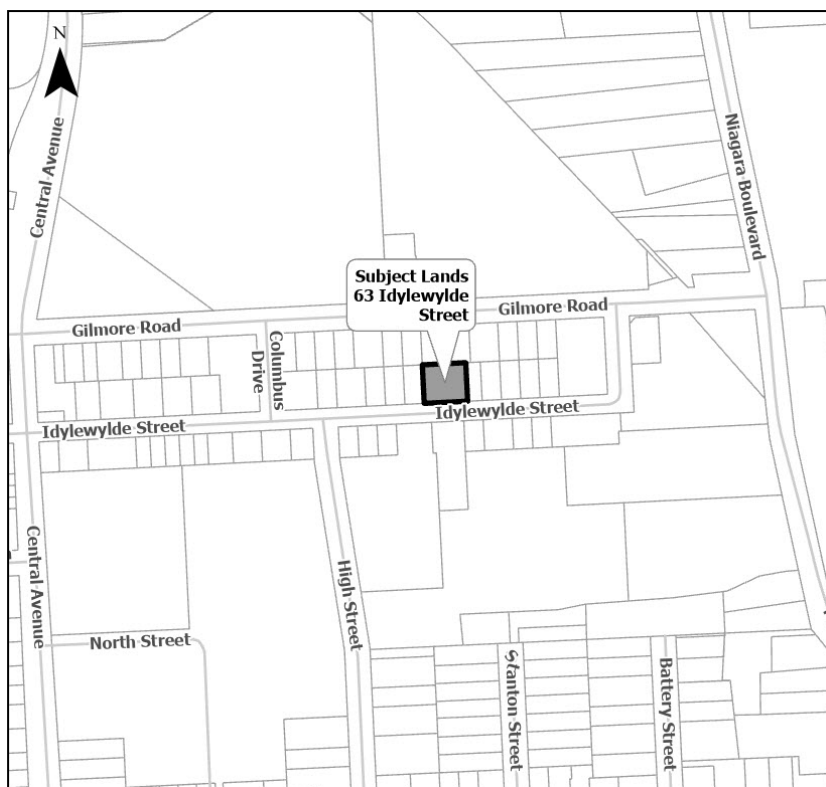 N
Central Avenue
Niagara Boulevard
Subject Lands
63 Idylewylde
Street
Gilmore Road
Gilmore Road
Columbus
Drive
Idylewylde Street
Idylewylde Street
Central Avenue
High Street
North Street
Stanton Street
Battery Street